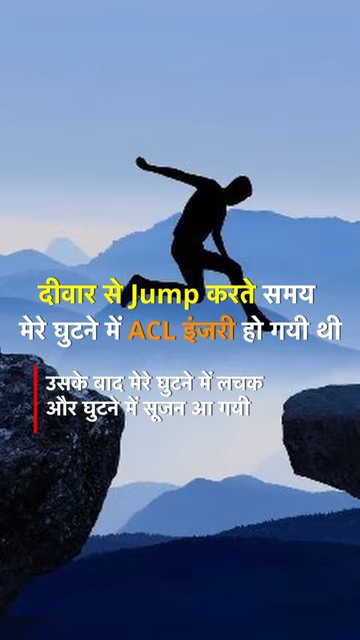 दीवार से Jump करते समय
मेरे घुटने में ACL इंजरी हो गयी थी
उसके बाद मेरे घुटने में लचक
और घुटने में सूजन आ गयी